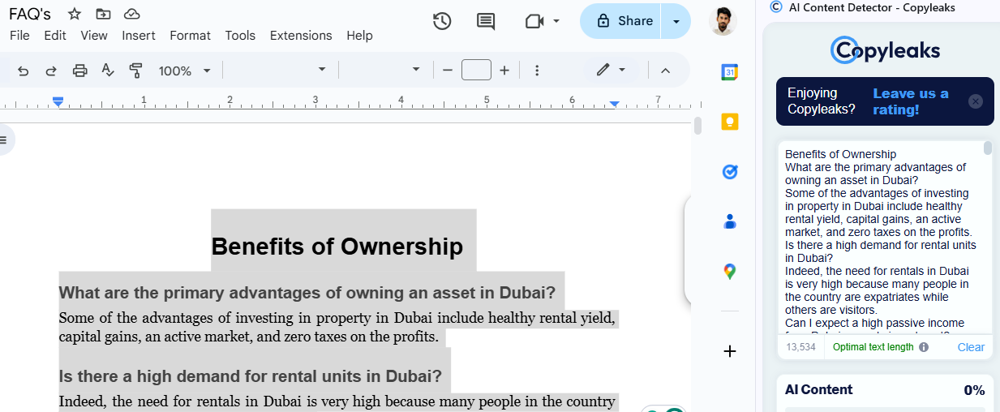 FAQ's
File Edit View Insert Format Tools Extensions Help
Share
100%
1 2 3 4 5 6 7
31
Benefits of Ownership
What are the primary advantages of owning an asset in Dubai?
Some of the advantages of investing in property in Dubai include healthy rental yield,
capital gains, an active market, and zero taxes on the profits.
Is there a high demand for rental units in Dubai?
Indeed, the need for rentals in Dubai is very high because many people in the country
AI Content Detector - Copyleaks
Copyleaks
Enjoying
Copyleaks?
Leave us a
rating!
Benefits of Ownership
What are the primary advantages of
owning an asset in Dubai?
Some of the advantages of investing
in property in Dubai include healthy
rental yield, capital gains, an active
market, and zero taxes on the profits.
Is there a high demand for rental units
in Dubai?
Indeed, the need for rentals in Dubai
is very high because many people in
the country are expatriates while
others are visitors.
Can I expect a high passive income
13,534 Optimal text length Clear
AI Content 0%